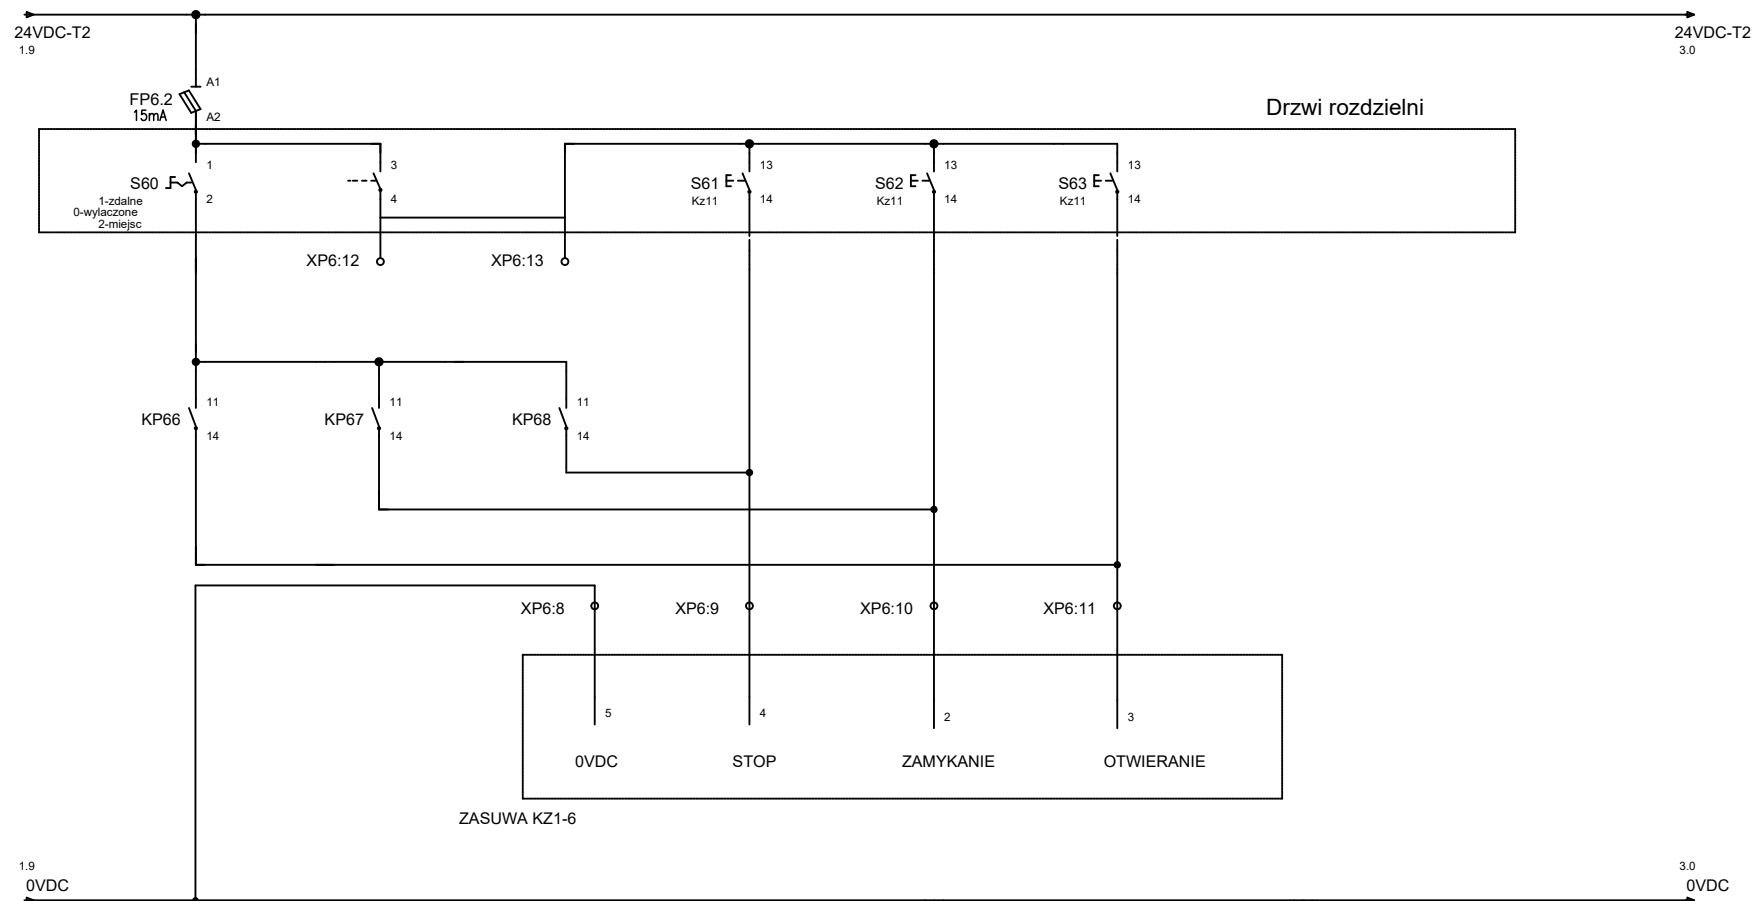 24VDC-T2
1.9
24VDC-T2
3.0
A1
FP6.2
15mA
A2
Drzwi rozdzielni
1
S60
2
1-zdalne
0-wylaczone
2-miejsc
3
4
13
S61
14
Kz11
13
S62
14
Kz11
13
S63
14
Kz11
XP6:12
XP6:13
11
KP66
14
11
KP67
14
11
KP68
14
XP6:8
XP6:9
XP6:10
XP6:11
5
4
2
3
0VDC
STOP
ZAMYKANIE
OTWIERANIE
ZASUWA KZ1-6
1.9
0VDC
3.0
0VDC